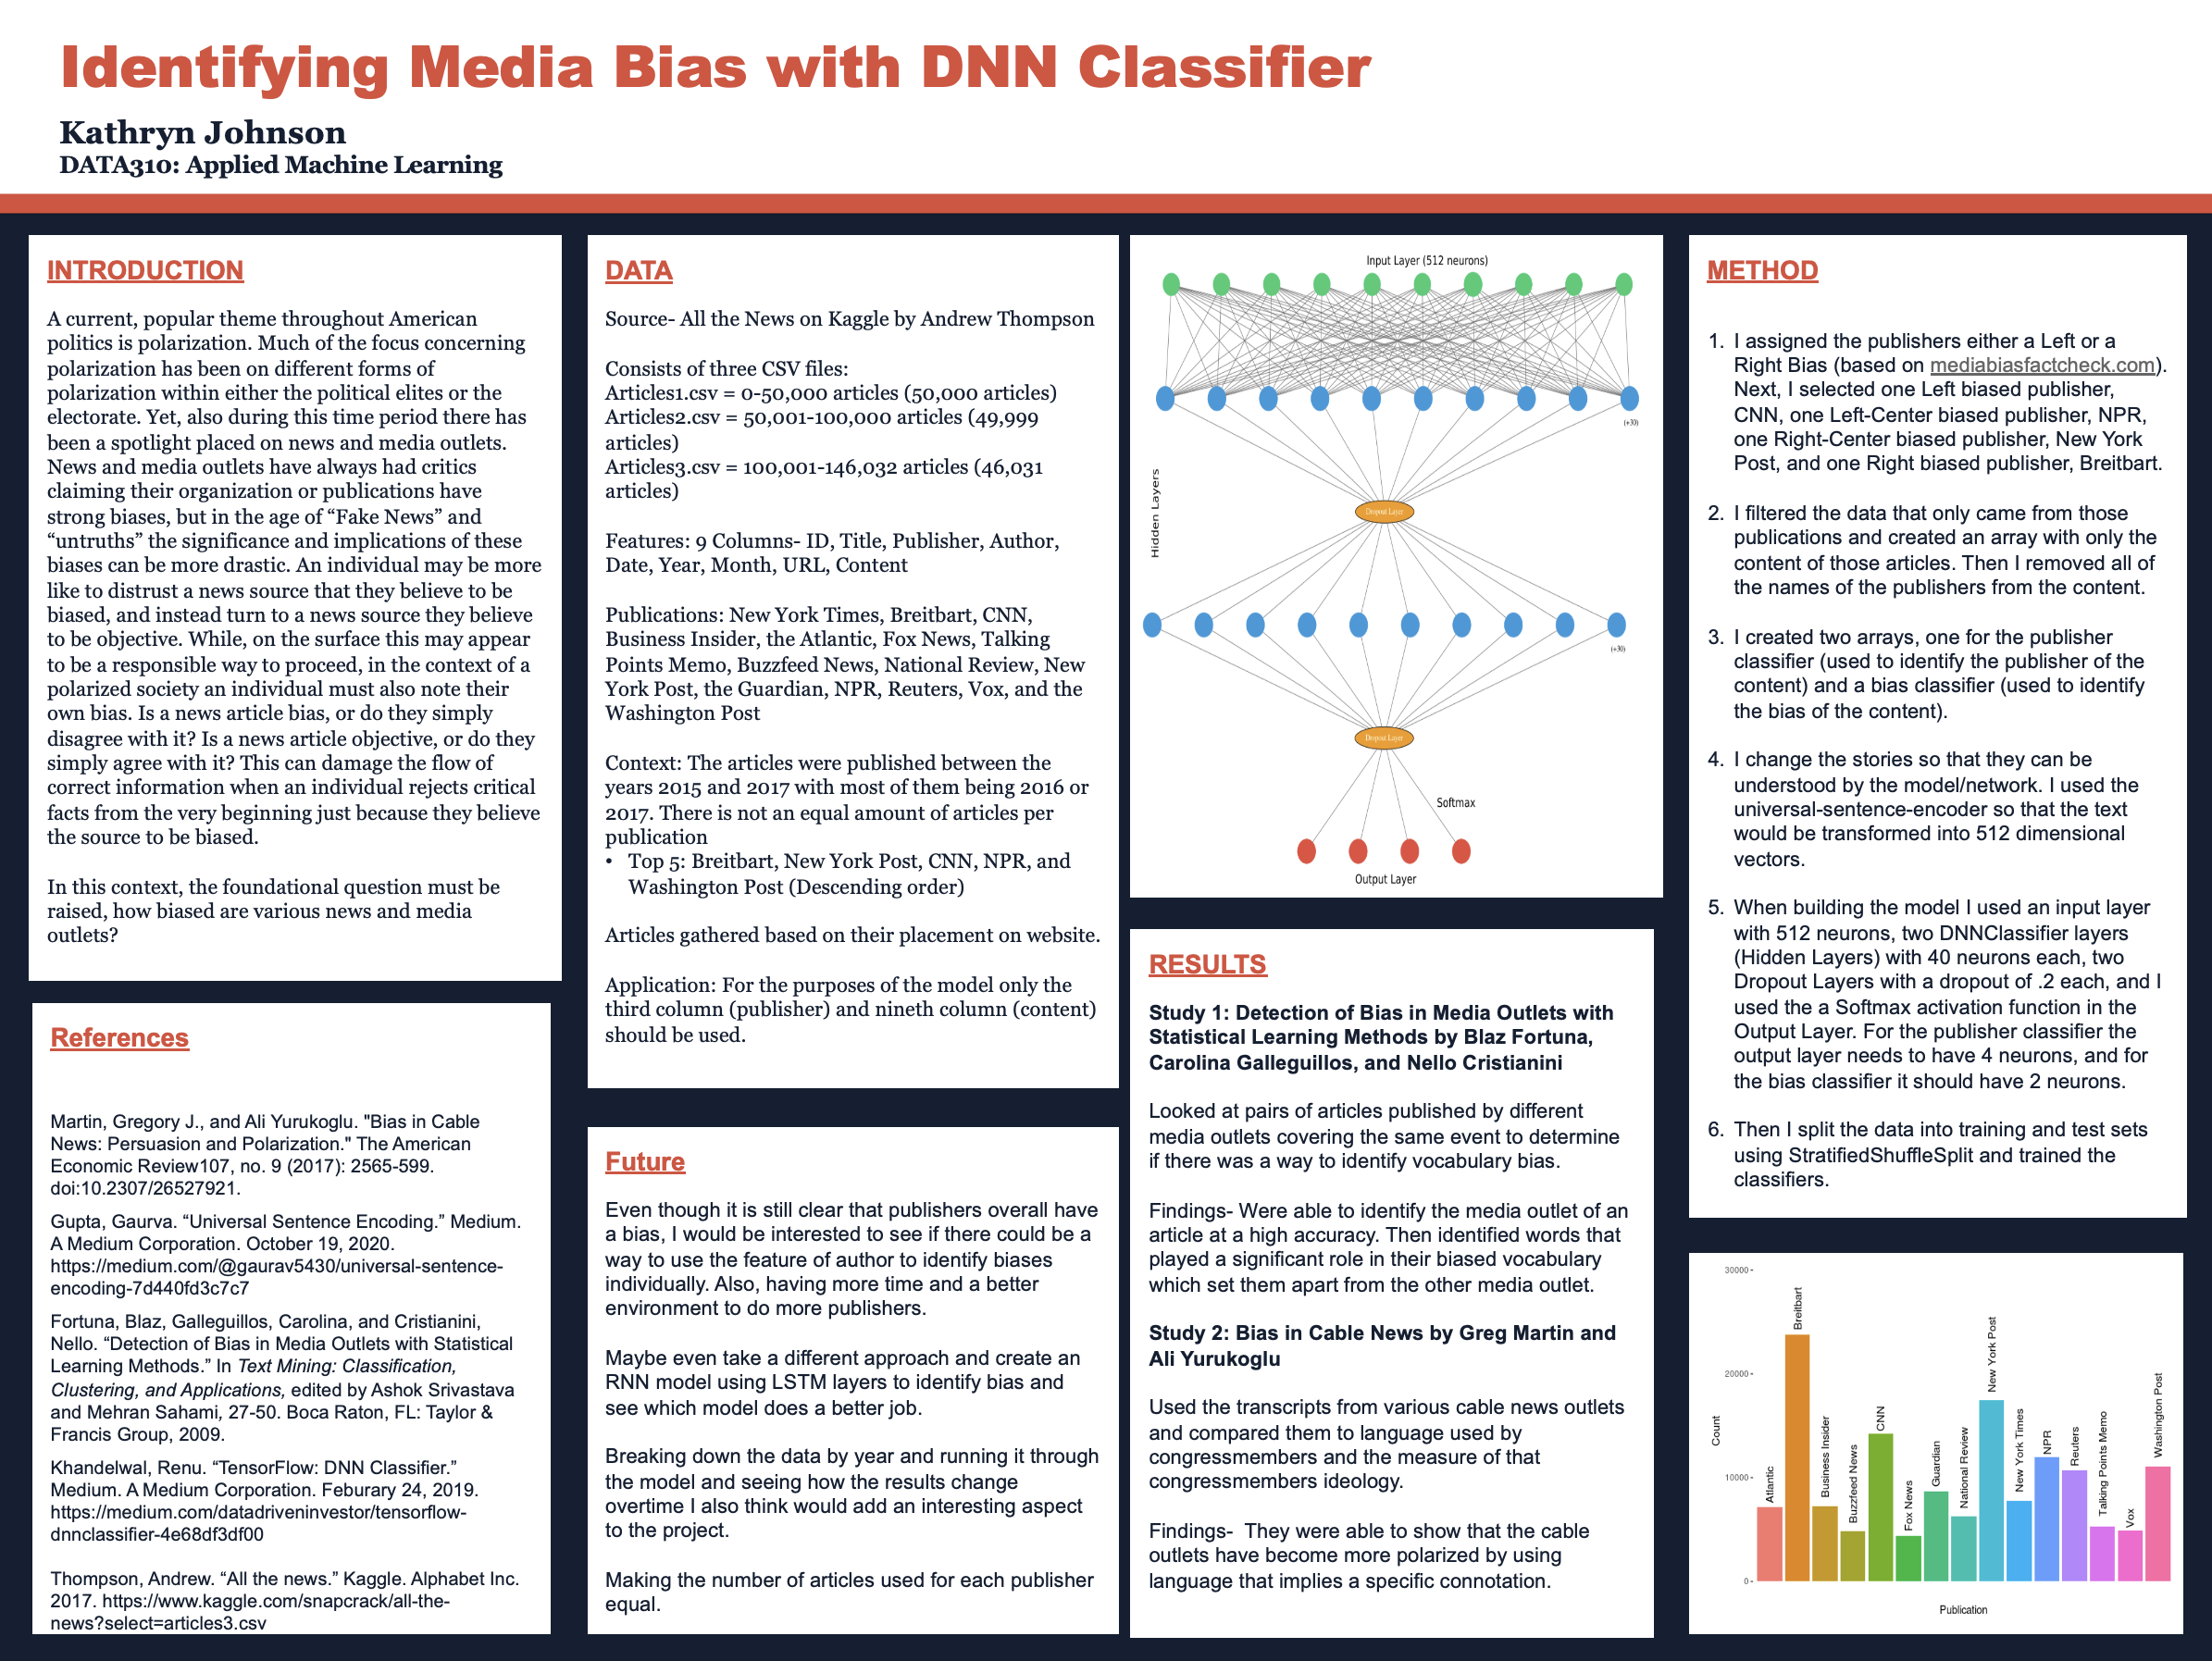 Identifying Media Bias with DNN Classifier
Kathryn Johnson
DATA310: Applied Machine Learning
INTRODUCTION
A current, popular theme throughout American
politics is polarization. Much of the focus concerning
polarization has been on different forms of
polarization within either the political elites or the
electorate. Yet, also during this time period there has
been a spotlight placed on news and media outlets.
News and media outlets have always had critics
claiming their organization or publications have
strong biases, but in the age of “Fake News” and
“untruths” the significance and implications of these
biases can be more drastic. An individual may be more
like to distrust a news source that they believe to be
biased, and instead turn to a news source they believe
to be objective. While, on the surface this may appear
to be a responsible way to proceed, in the context of a
polarized society an individual must also note their
own bias. Is a news article bias, or do they simply
disagree with it? Is a news article objective, or do they
simply agree with it? This can damage the flow of
correct information when an individual rejects critical
facts from the very beginning just because they believe
the source to be biased.
In this context, the foundational question must be
raised, how biased are various news and media
outlets?
References
Martin, Gregory J., and Ali Yurukoglu. "Bias in Cable
News: Persuasion and Polarization." The American
Economic Review107, no. 9 (2017): 2565-599.
doi:10.2307/26527921.
Gupta, Gaurva. “Universal Sentence Encoding.” Medium.
A Medium Corporation. October 19, 2020.
https://medium.com/@gaurav5430/universal-sentence-
encoding-7d440fd3c7c7
Fortuna, Blaz, Galleguillos, Carolina, and Cristianini,
Nello. “Detection of Bias in Media Outlets with Statistical
Learning Methods.” In Text Mining: Classification,
Clustering, and Applications, edited by Ashok Srivastava
and Mehran Sahami, 27-50. Boca Raton, FL: Taylor &
Francis Group, 2009.
Khandelwal, Renu. “TensorFlow: DNN Classifier.”
Medium. A Medium Corporation. Feburary 24, 2019.
https://medium.com/datadriveninvestor/tensorflow-
dnnclassifier-4e68df3df00
Thompson, Andrew. “All the news.” Kaggle. Alphabet Inc.
2017. https://www.kaggle.com/snapcrack/all-the-
news?select=articles3.csv
DATA
Source- All the News on Kaggle by Andrew Thompson
Consists of three CSV files:
Articles1.csv = 0-50,000 articles (50,000 articles)
Articles2.csv = 50,001-100,000 articles (49,999
articles)
Articles3.csv = 100,001-146,032 articles (46,031
articles)
Features: 9 Columns- ID, Title, Publisher, Author,
Date, Year, Month, URL, Content
Publications: New York Times, Breitbart, CNN,
Business Insider, the Atlantic, Fox News, Talking
Points Memo, Buzzfeed News, National Review, New
York Post, the Guardian, NPR, Reuters, Vox, and the
Washington Post
Context: The articles were published between the
years 2015 and 2017 with most of them being 2016 or
2017. There is not an equal amount of articles per
publication
• Top 5: Breitbart, New York Post, CNN, NPR, and
Washington Post (Descending order)
Articles gathered based on their placement on website.
Application: For the purposes of the model only the
third column (publisher) and nineth column (content)
should be used.
Future
Even though it is still clear that publishers overall have
a bias, I would be interested to see if there could be a
way to use the feature of author to identify biases
individually. Also, having more time and a better
environment to do more publishers.
Maybe even take a different approach and create an
RNN model using LSTM layers to identify bias and
see which model does a better job.
Breaking down the data by year and running it through
the model and seeing how the results change
overtime I also think would add an interesting aspect
to the project.
Making the number of articles used for each publisher
equal.
Input Layer (512 neurons)
(+30)
Hidden Layers
Dropout Layer
(+30)
Dropout Layer
Softmax
Output Layer
RESULTS
Study 1: Detection of Bias in Media Outlets with
Statistical Learning Methods by Blaz Fortuna,
Carolina Galleguillos, and Nello Cristianini
Looked at pairs of articles published by different
media outlets covering the same event to determine
if there was a way to identify vocabulary bias.
Findings- Were able to identify the media outlet of an
article at a high accuracy. Then identified words that
played a significant role in their biased vocabulary
which set them apart from the other media outlet.
Study 2: Bias in Cable News by Greg Martin and
Ali Yurukoglu
Used the transcripts from various cable news outlets
and compared them to language used by
congressmembers and the measure of that
congressmembers ideology.
Findings- They were able to show that the cable
outlets have become more polarized by using
language that implies a specific connotation.
METHOD
1. I assigned the publishers either a Left or a
Right Bias (based on mediabiasfactcheck.com).
Next, I selected one Left biased publisher,
CNN, one Left-Center biased publisher, NPR,
one Right-Center biased publisher, New York
Post, and one Right biased publisher, Breitbart.
2. I filtered the data that only came from those
publications and created an array with only the
content of those articles. Then I removed all of
the names of the publishers from the content.
3. I created two arrays, one for the publisher
classifier (used to identify the publisher of the
content) and a bias classifier (used to identify
the bias of the content).
4. I change the stories so that they can be
understood by the model/network. I used the
universal-sentence-encoder so that the text
would be transformed into 512 dimensional
vectors.
5. When building the model I used an input layer
with 512 neurons, two DNNClassifier layers
(Hidden Layers) with 40 neurons each, two
Dropout Layers with a dropout of .2 each, and I
used the a Softmax activation function in the
Output Layer. For the publisher classifier the
output layer needs to have 4 neurons, and for
the bias classifier it should have 2 neurons.
6. Then I split the data into training and test sets
using StratifiedShuffleSplit and trained the
classifiers.
30000
20000
10000
0
Count
Atlantic
Breitbart
Business Insider
Buzzfeed News
CNN
Fox News
Guardian
National Review
New York Post
New York Times
NPR
Reuters
Talking Points Memo
Vox
Washington Post
Publication